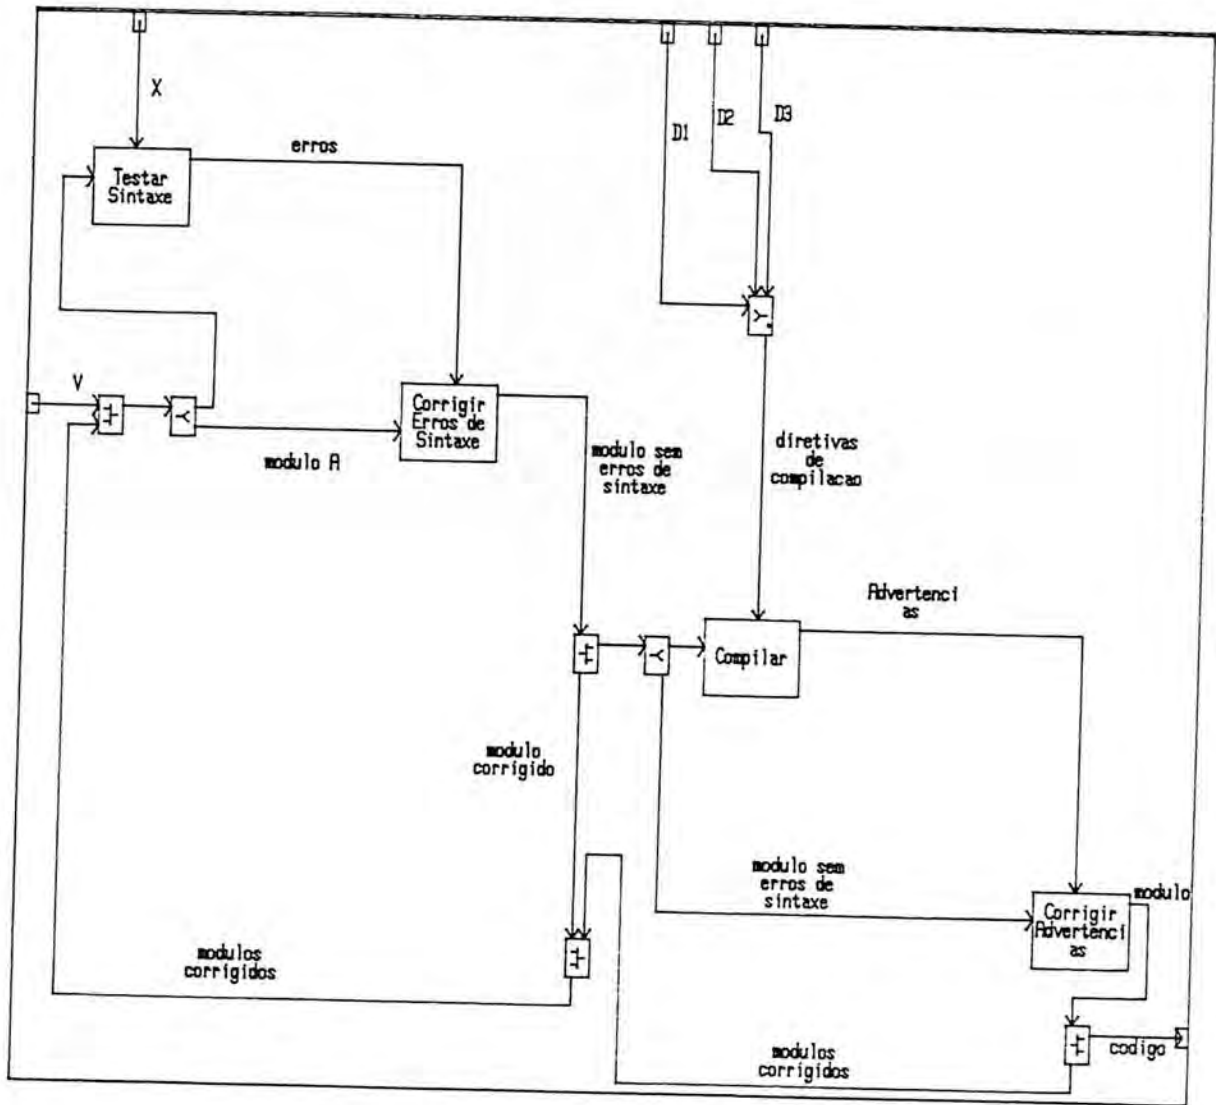 X
D1
D2
D3
erros
Testar
Sintaxe
V
modulo A
Corrigir
Erros de
Sintaxe
modulo sem
erros de
sintaxe
diretivas
de
compilacao
Advertenci
as
Compilar
modulo
corrigido
modulo sem
erros de
sintaxe
modulo
Corrigir
Advertenci
as
modulos
corrigidos
modulos
corrigidos
codigo